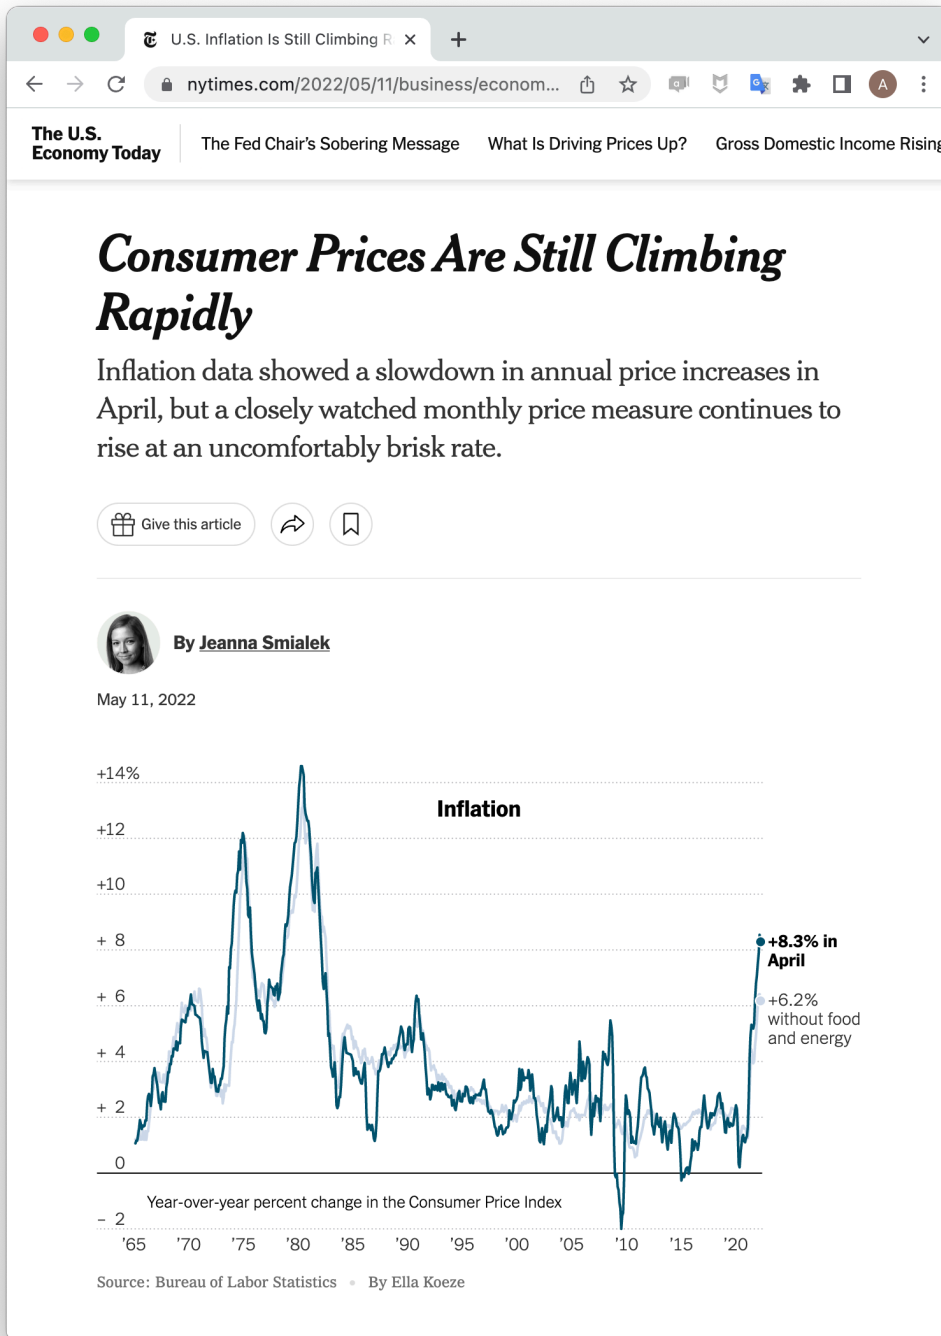 U.S. Inflation Is Still Climbing R
nytimes.com/2022/05/11/business/econom...
A
The U.S.
Economy Today
The Fed Chair's Sobering Message
What Is Driving Prices Up?
Gross Domestic Income Rising
Consumer Prices Are Still Climbing
Rapidly
Inflation data showed a slowdown in annual price increases in
April, but a closely watched monthly price measure continues to
rise at an uncomfortably brisk rate.
Give this article
By Jeanna Smialek
May 11, 2022
+14%
Inflation
+12
+10
+ 8
+8.3% in
April
+ 6
+6.2%
without food
and energy
+ 4
+ 2
0
Year-over-year percent change in the Consumer Price Index
– 2
'65 '70 '75 '80 '85 '90 '95 '00 '05 '10 '15 '20
Source: Bureau of Labor Statistics • By Ella Koeze